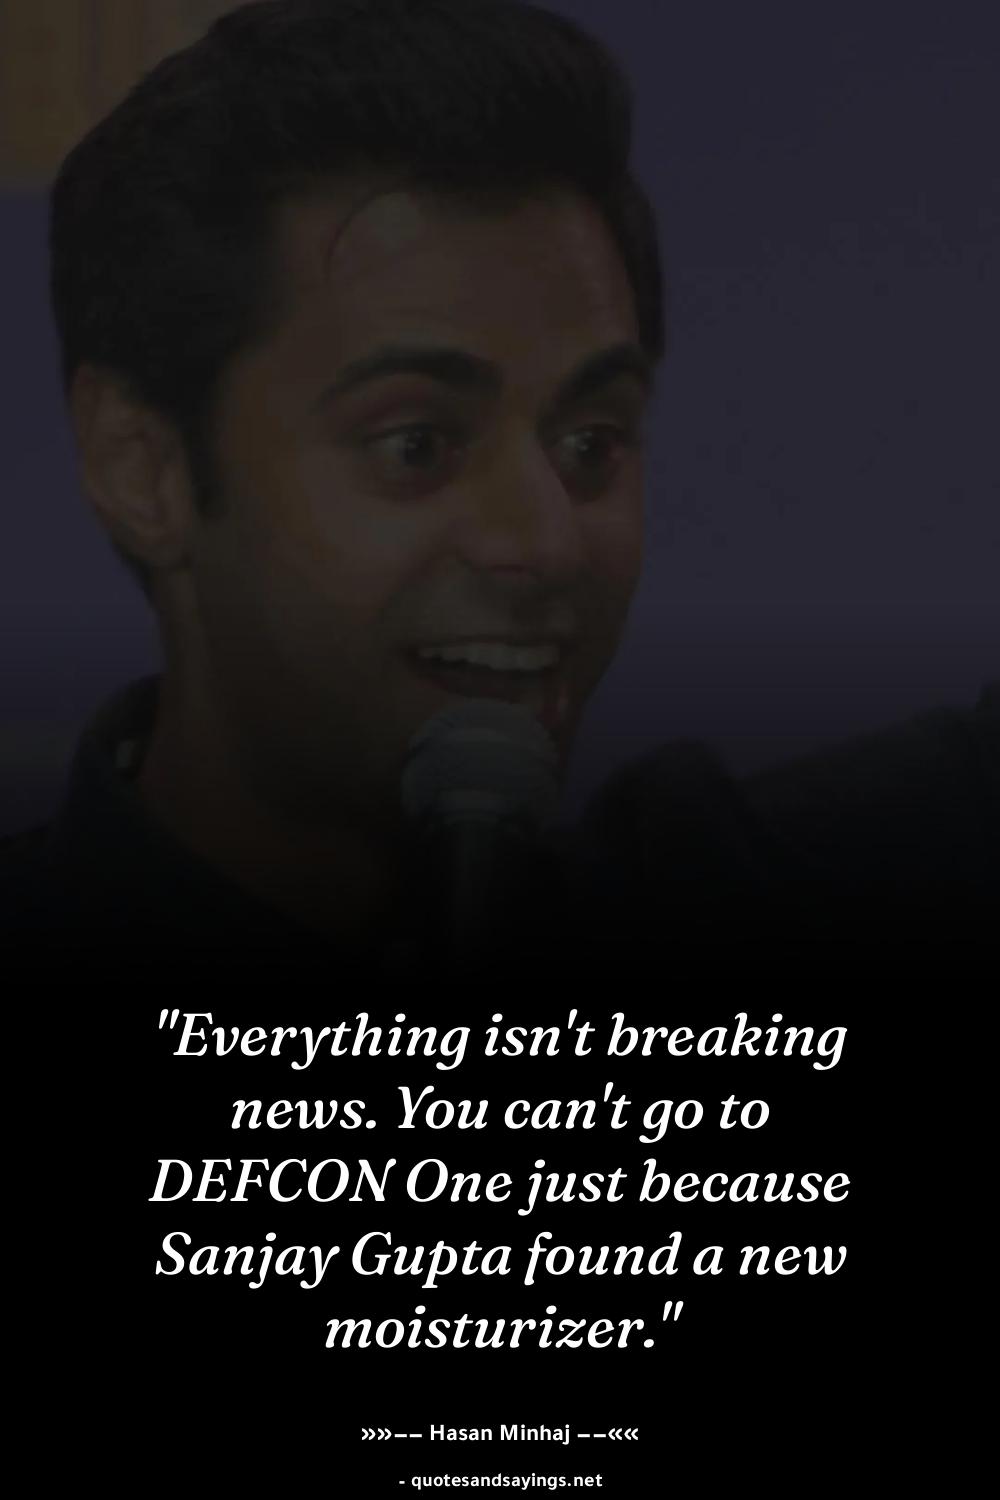 "Everything isn't breaking
news. You can't go to
DEFCON One just because
Sanjay Gupta found a new
moisturizer."
»»−− Hasan Minhaj −−««
- quotesandsayings.net